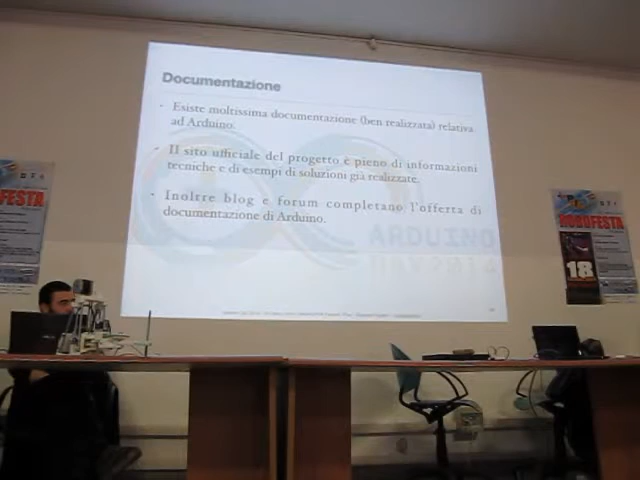 Documentazione
- Esiste moltissima documentazione (ben realizzata) relativa
ad Arduino.
- Il sito ufficiale del progetto è pieno di informazioni
tecniche e di esempi di soluzioni già realizzate.
- Inoltre blog e forum completano l'offerta di
documentazione di Arduino.
ARDUINO
ROBOFESTA
18